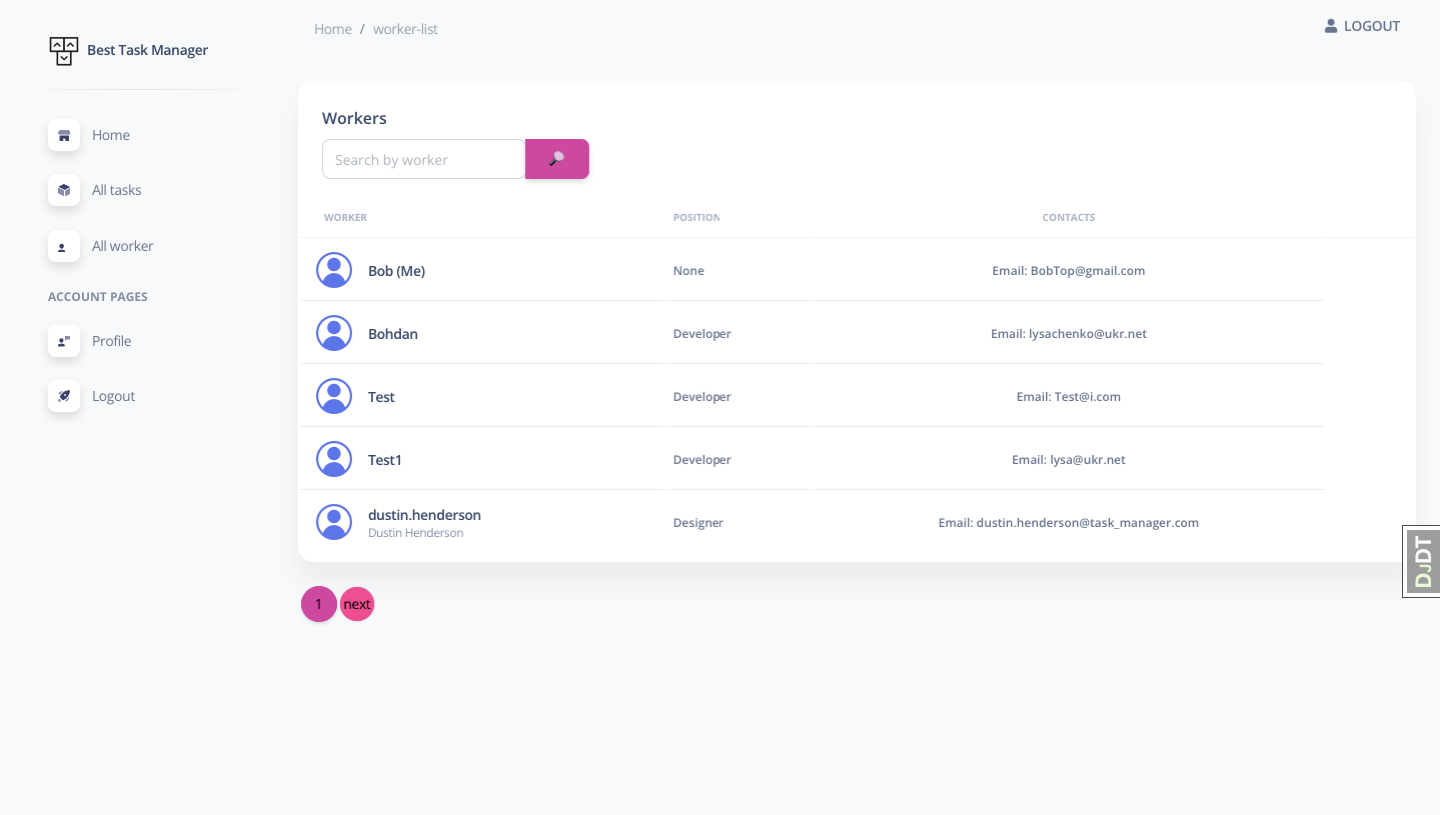 Home / worker-list
LOGOUT
Best Task Manager
Home
All tasks
All worker
ACCOUNT PAGES
Profile
Logout
Workers
Search by worker
WORKER POSITION CONTACTS
Bob (Me) None Email: BobTop@gmail.com
Bohdan Developer Email: lysachenko@ukr.net
Test Developer Email: Test@i.com
Test1 Developer Email: lysa@ukr.net
dustin.henderson Designer Email: dustin.henderson@task_manager.com
Dustin Henderson
1 next
DJDT